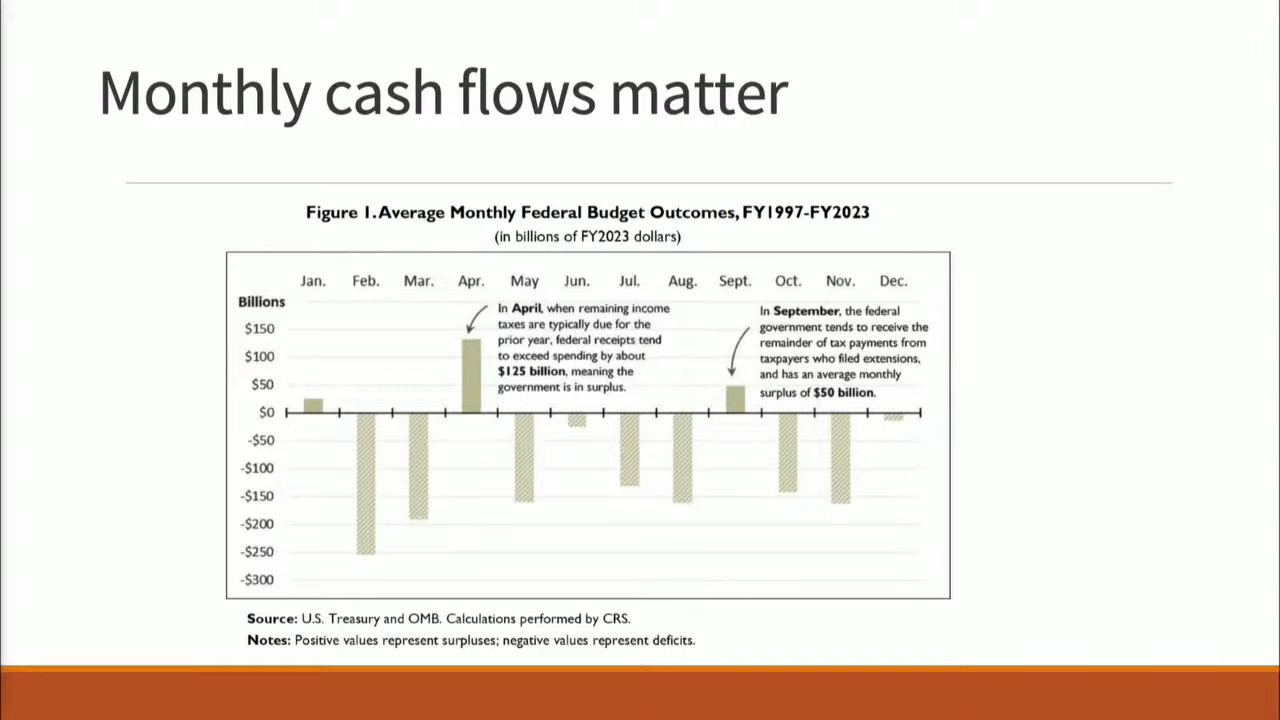 Monthly cash flows matter
Figure 1. Average Monthly Federal Budget Outcomes, FY1997-FY2023
(in billions of FY2023 dollars)
Jan. Feb. Mar. Apr. May Jun. Jul. Aug. Sept. Oct. Nov. Dec.
Billions
$150
$100
$50
$0
-$50
-$100
-$150
-$200
-$250
-$300
In April, when remaining income
taxes are typically due for the
prior year, federal receipts tend
to exceed spending by about
$125 billion, meaning the
government is in surplus.
In September, the federal
government tends to receive the
remainder of tax payments from
taxpayers who filed extensions,
and has an average monthly
surplus of $50 billion.
Source: U.S. Treasury and OMB. Calculations performed by CRS.
Notes: Positive values represent surpluses; negative values represent deficits.